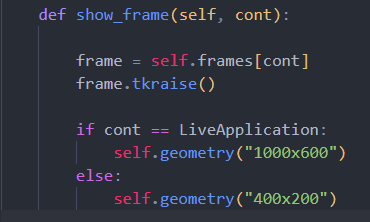 def show_frame(self, cont):
frame = self.frames[cont]
frame.tkraise()
if cont == LiveApplication:
self.geometry("1000x600")
else:
self.geometry("400x200")